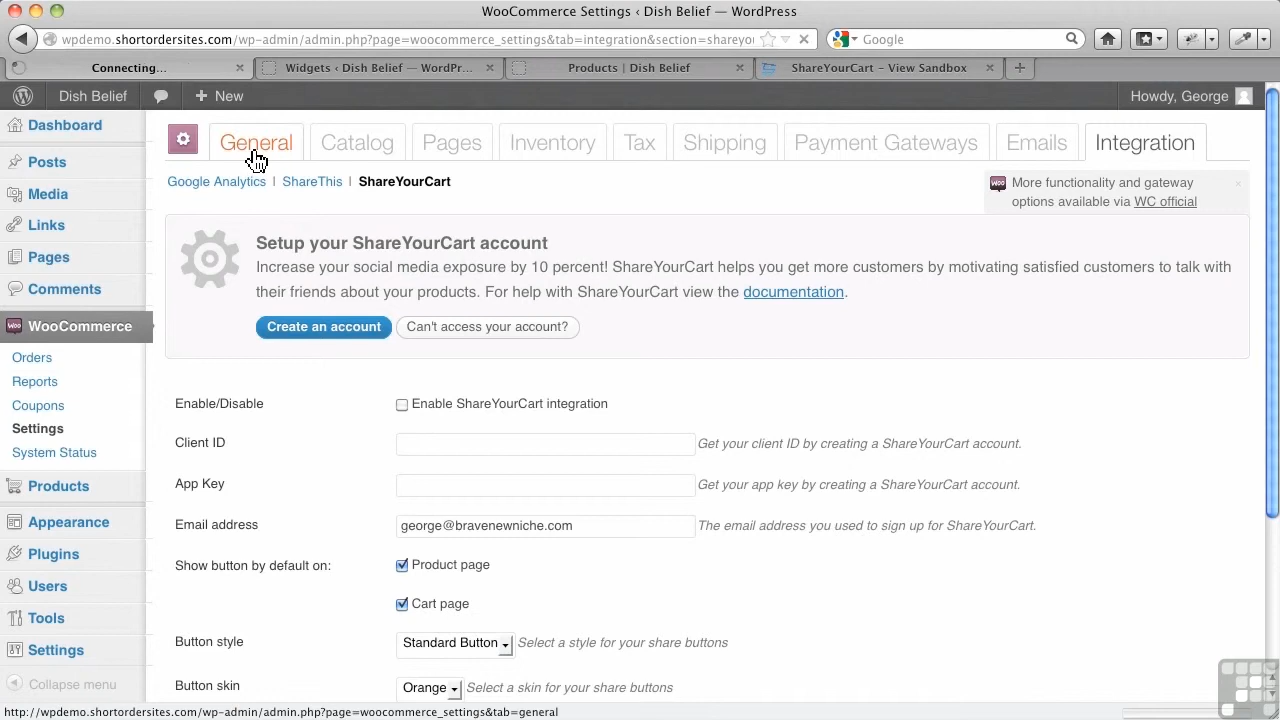 WooCommerce Settings ‹ Dish Belief — WordPress
wpdemo.shortordersites.com/wp-admin/admin.php?page=woocommerce_settings&tab=integration&section=shareyo
Google
Connecting...
Widgets ‹ Dish Belief — WordPr...
Products | Dish Belief
ShareYourCart - View Sandbox
Dish Belief
+ New
Howdy, George
Dashboard
Posts
Media
Links
Pages
Comments
WooCommerce
Orders
Reports
Coupons
Settings
System Status
Products
Appearance
Plugins
Users
Tools
Settings
Collapse menu
General
Catalog
Pages
Inventory
Tax
Shipping
Payment Gateways
Emails
Integration
Google Analytics | ShareThis | ShareYourCart
More functionality and gateway
options available via WC official
Setup your ShareYourCart account
Increase your social media exposure by 10 percent! ShareYourCart helps you get more customers by motivating satisfied customers to talk with
their friends about your products. For help with ShareYourCart view the documentation.
Create an account
Can't access your account?
Enable/Disable
Enable ShareYourCart integration
Client ID
Get your client ID by creating a ShareYourCart account.
App Key
Get your app key by creating a ShareYourCart account.
Email address
george@bravenewniche.com
The email address you used to sign up for ShareYourCart.
Show button by default on:
Product page
Cart page
Button style
Standard Button
Select a style for your share buttons
Button skin
Orange
Select a skin for your share buttons
http://wpdemo.shortordersites.com/wp-admin/admin.php?page=woocommerce_settings&tab=general